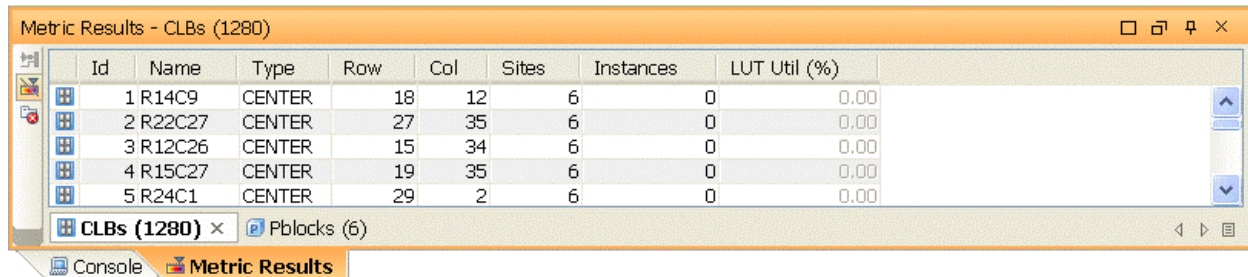 Metric Results - CLBs (1280)
Id Name Type Row Col Sites Instances LUT Util (%)
1 R14C9 CENTER 18 12 6 0 0.00
2 R22C27 CENTER 27 35 6 0 0.00
3 R12C26 CENTER 15 34 6 0 0.00
4 R15C27 CENTER 19 35 6 0 0.00
5 R24C1 CENTER 29 2 6 0 0.00
CLBs (1280) Pblocks (6)
Console Metric Results